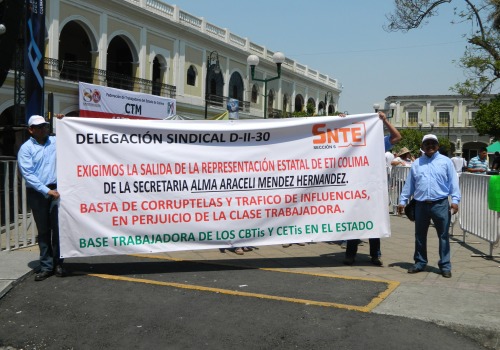 CTM
DELEGACIÓN SINDICAL D-II-30
SNTE
SECCIÓN 6
EXIGIMOS LA SALIDA DE LA REPRESENTACIÓN ESTATAL DE ETI COLIMA
DE LA SECRETARIA ALMA ARACELI MENDEZ HERNANDEZ.
BASTA DE CORRUPTELAS Y TRAFICO DE INFLUENCIAS,
EN PERJUICIO DE LA CLASE TRABAJADORA.
BASE TRABAJADORA DE LOS CBTis Y CETis EN EL ESTADO